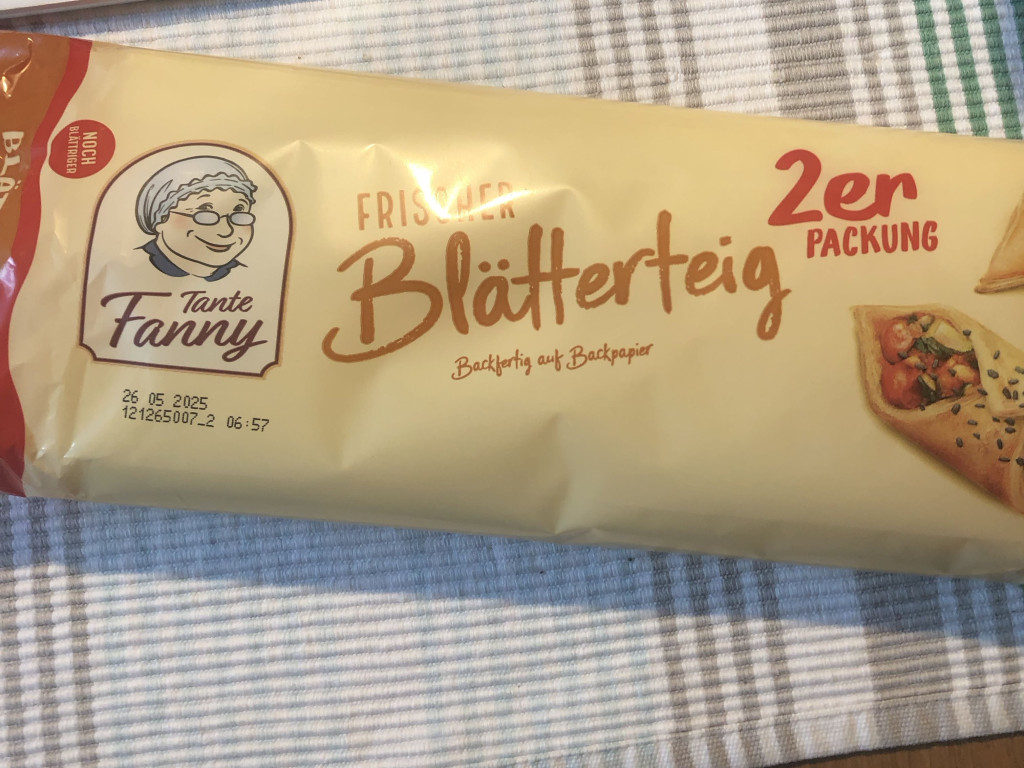 NOCH
BLÄTTRIGER
Tante
Fanny
26 05 2025
121265007_2 06:57
FRISCHER
Blätterteig
Backfertig auf Backpapier
2er
PACKUNG